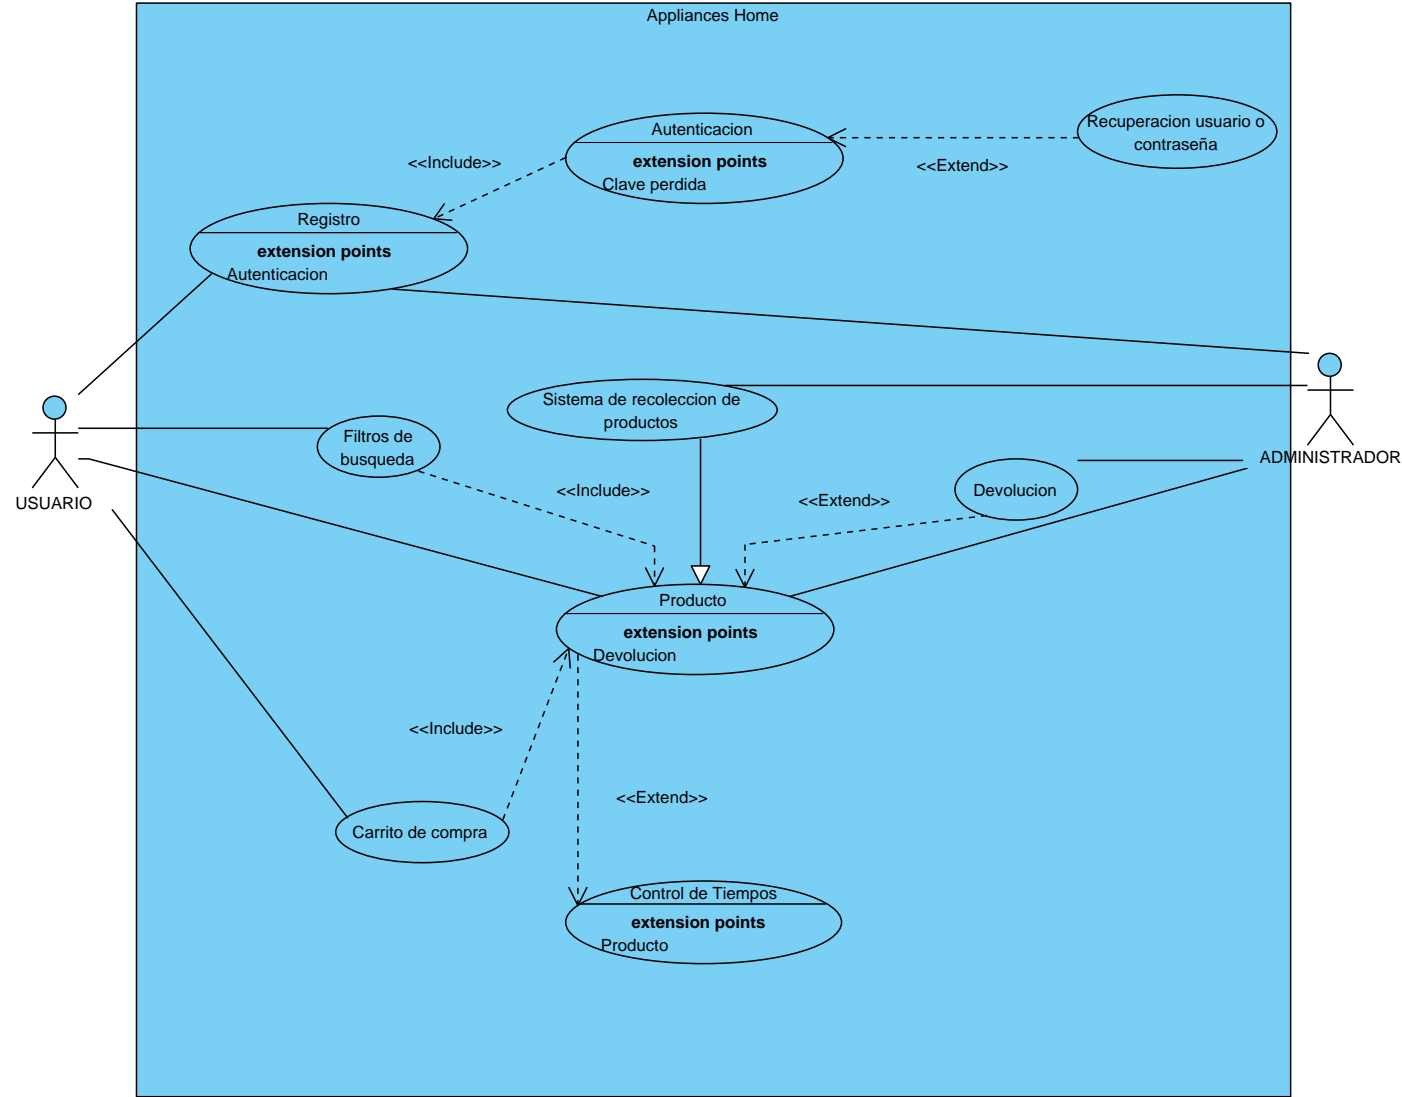 Appliances Home
Autenticacion
extension points
Clave perdida
Recuperacion usuario o
contraseña
<<Include>>
<<Extend>>
Registro
extension points
Autenticacion
USUARIO
ADMINISTRADOR
Sistema de recoleccion de
productos
Filtros de
busqueda
<<Include>>
<<Extend>>
Devolucion
Producto
extension points
Devolucion
<<Include>>
<<Extend>>
Carrito de compra
Control de Tiempos
extension points
Producto